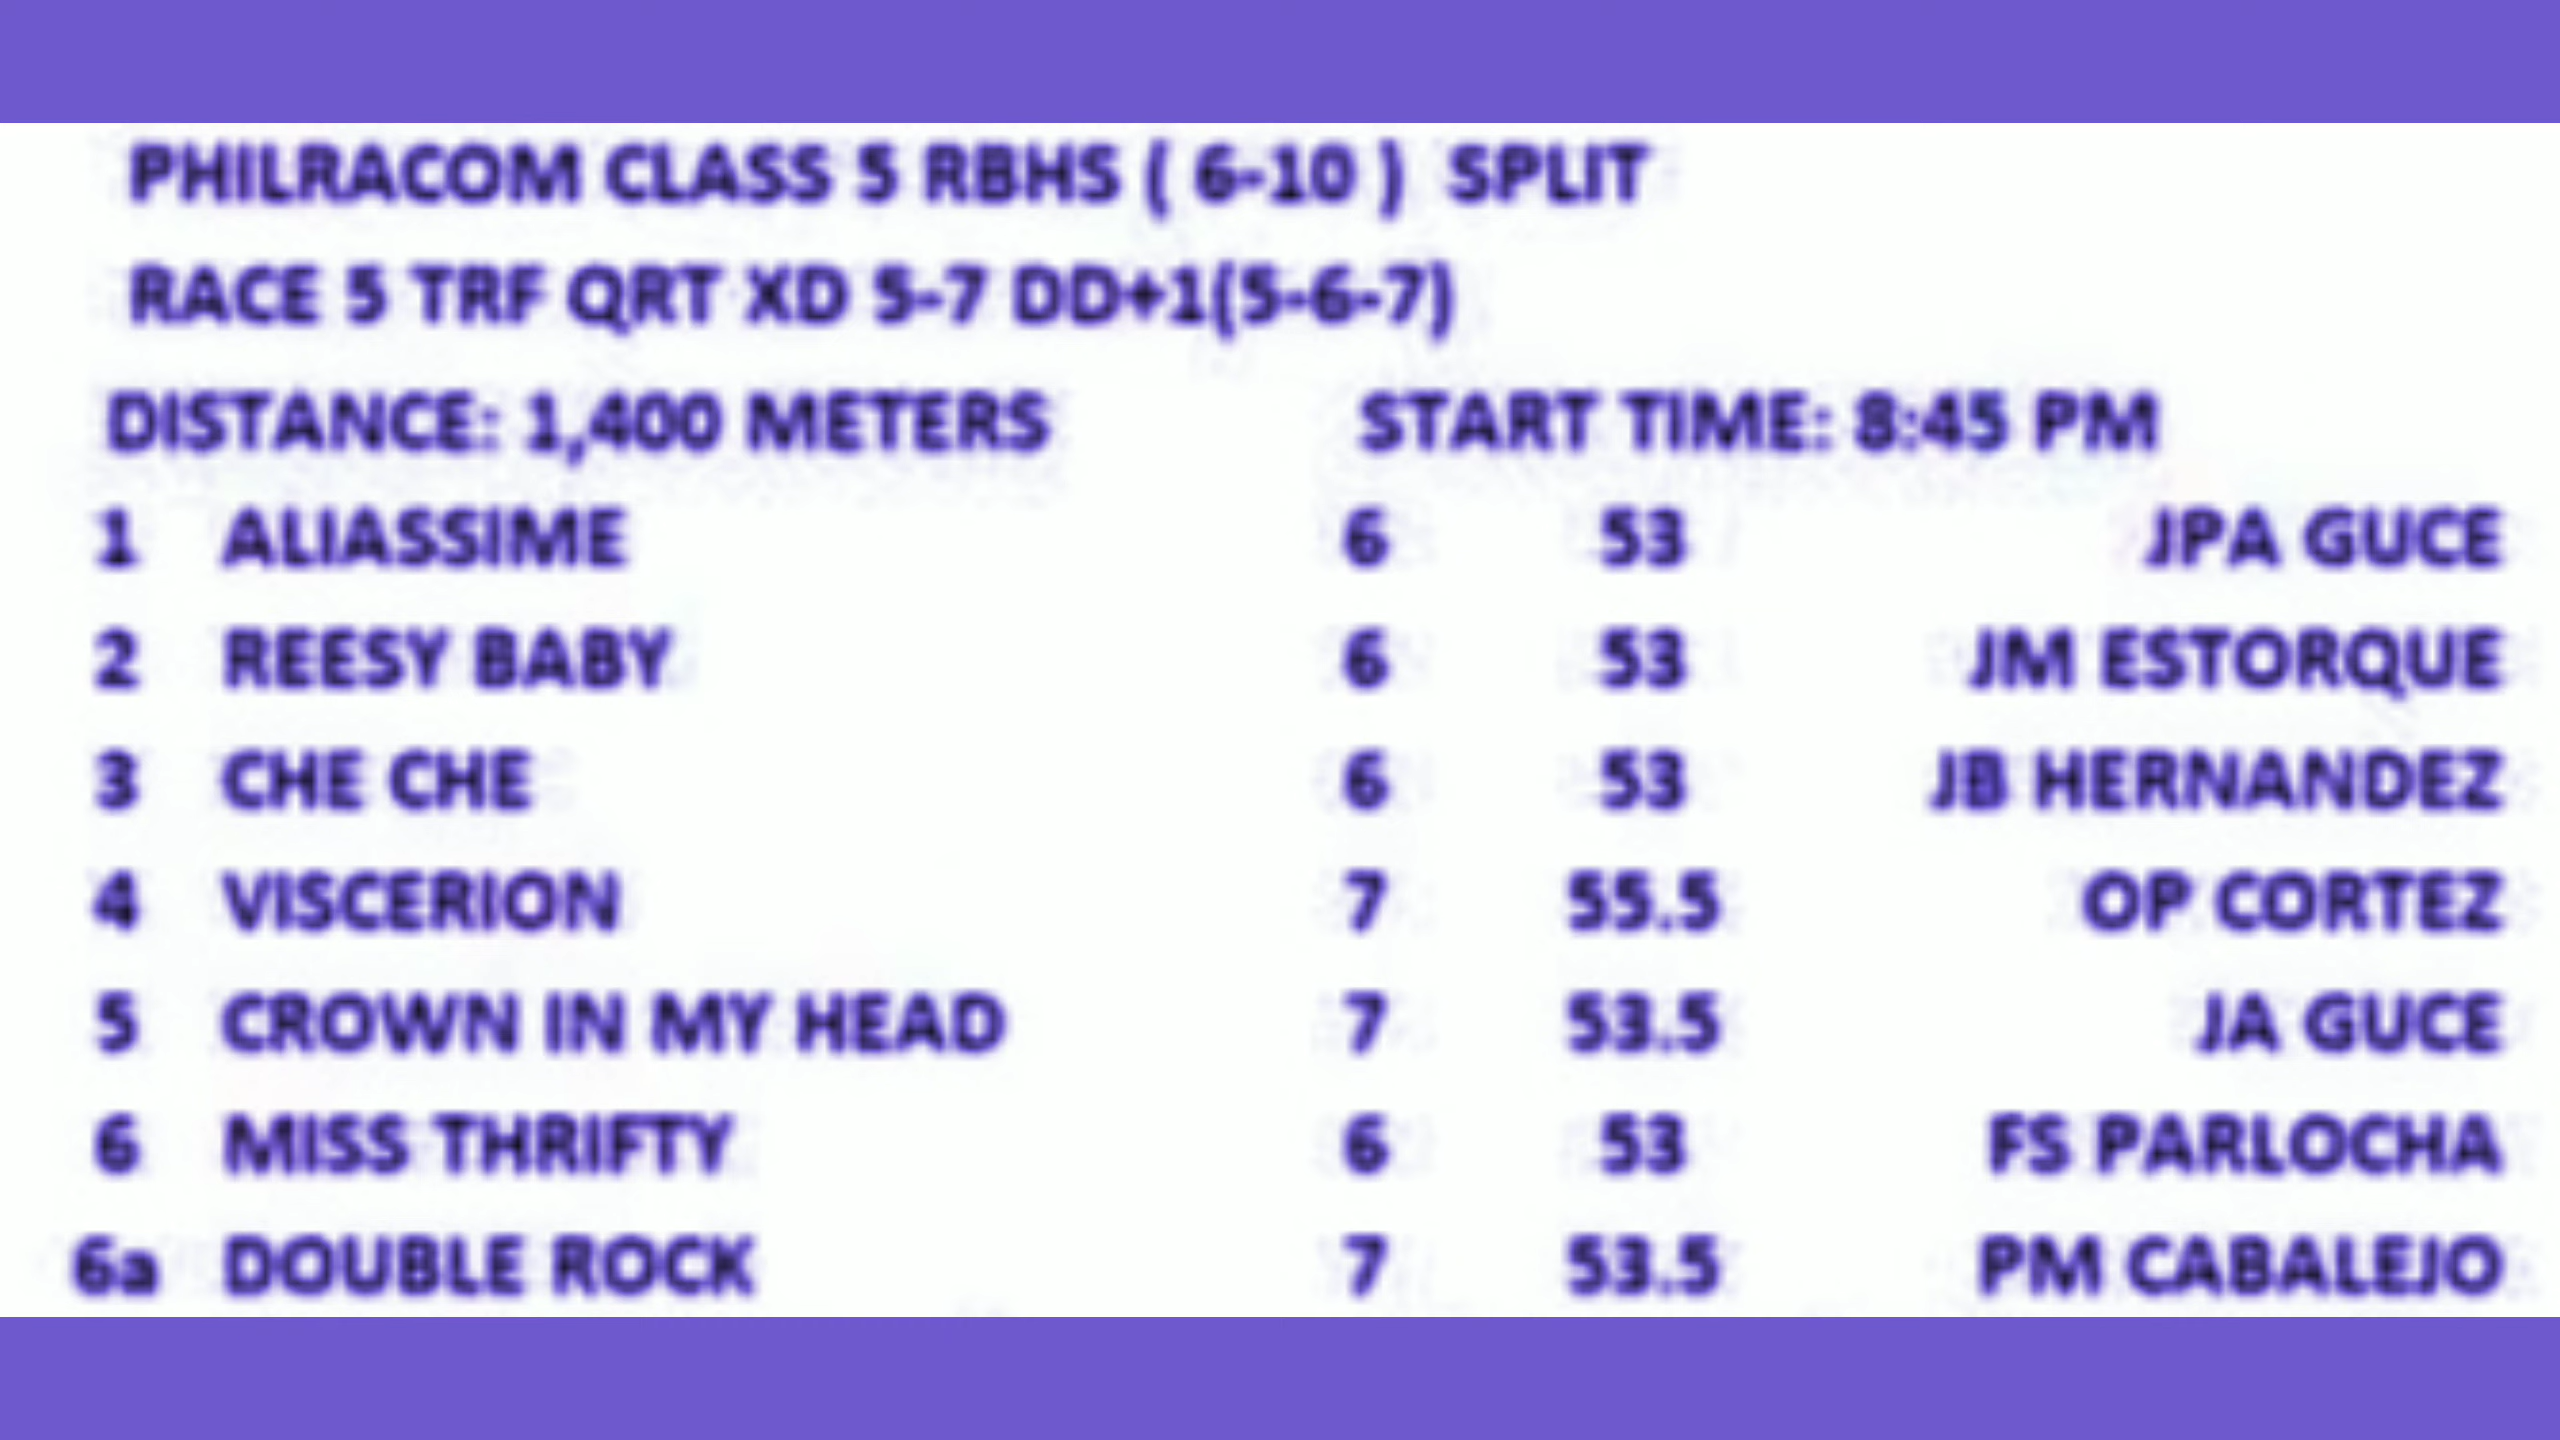 PHILRACOM CLASS 5 RBHS ( 6-10 ) SPLIT
RACE 5 TRF QRT XD 5-7 DD+1(5-6-7)
DISTANCE: 1,400 METERS START TIME: 8:45 PM
1 ALIASSIME 6 53 JPA GUCE
2 REESY BABY 6 53 JM ESTORQUE
3 CHE CHE 6 53 JB HERNANDEZ
4 VISCERION 7 55.5 OP CORTEZ
5 CROWN IN MY HEAD 7 53.5 JA GUCE
6 MISS THRIFTY 6 53 FS PARLOCHA
6a DOUBLE ROCK 7 53.5 PM CABALEJO